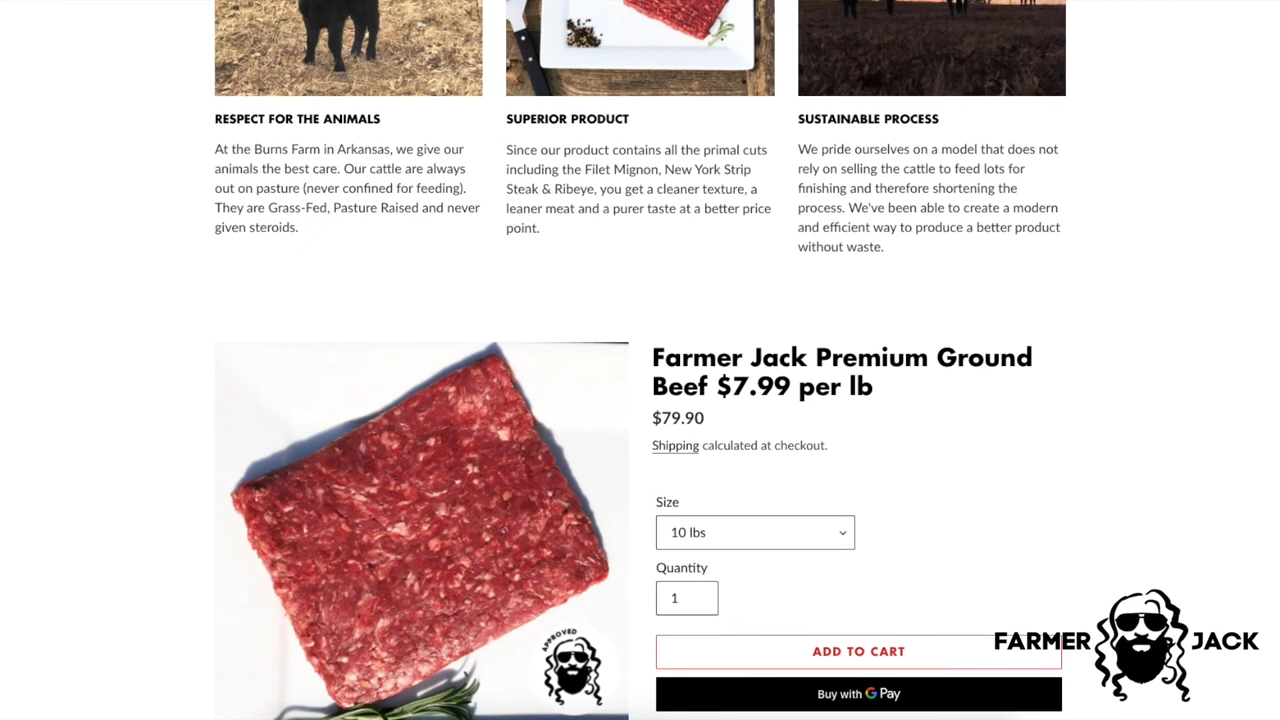 RESPECT FOR THE ANIMALS
At the Burns Farm in Arkansas, we give our
animals the best care. Our cattle are always
out on pasture (never confined for feeding).
They are Grass-Fed, Pasture Raised and never
given steroids.
SUPERIOR PRODUCT
Since our product contains all the primal cuts
including the Filet Mignon, New York Strip
Steak & Ribeye, you get a cleaner texture, a
leaner meat and a purer taste at a better price
point.
SUSTAINABLE PROCESS
We pride ourselves on a model that does not
rely on selling the cattle to feed lots for
finishing and therefore shortening the
process. We've been able to create a modern
and efficient way to produce a better product
without waste.
APPROVED
Farmer Jack Premium Ground
Beef $7.99 per lb
$79.90
Shipping calculated at checkout.
Size
10 lbs
Quantity
1
ADD TO CART
Buy with G Pay
FARMER JACK